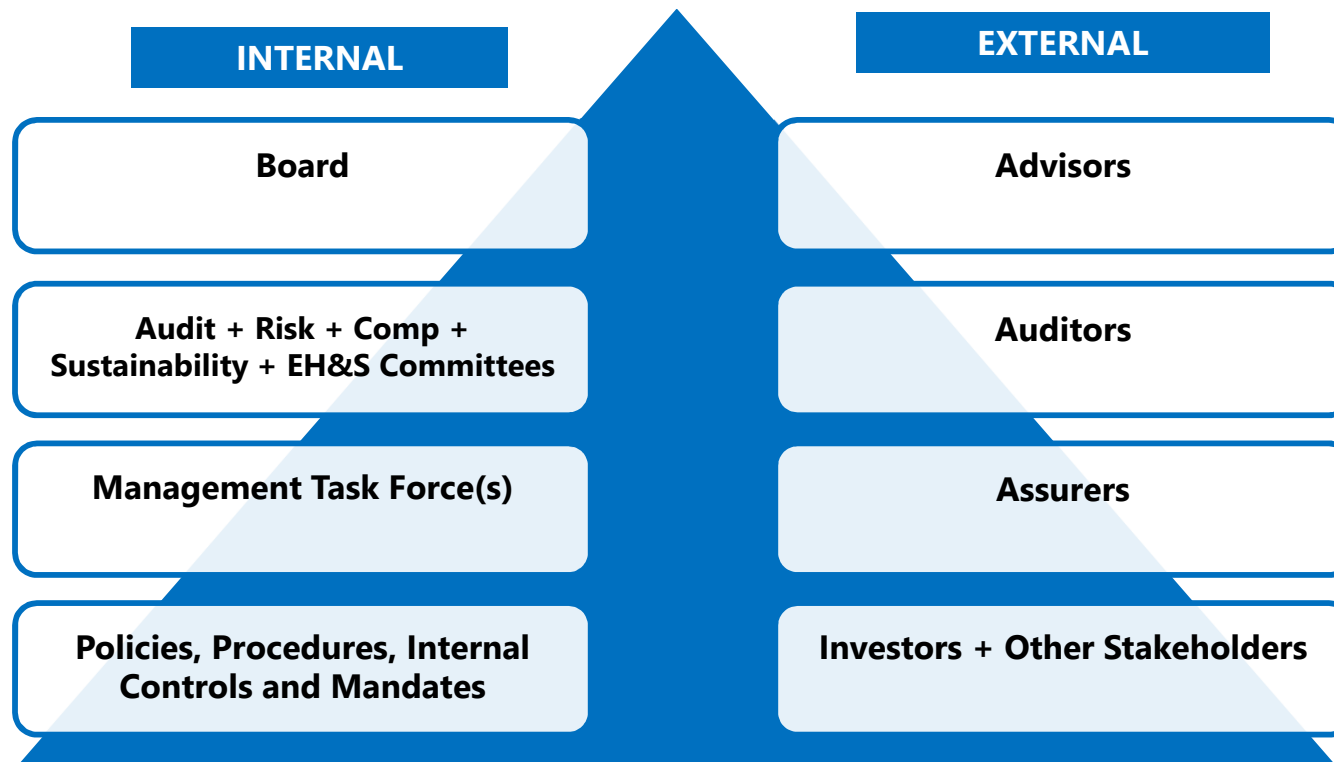 INTERNAL
EXTERNAL
Board
Advisors
Audit + Risk + Comp +
Sustainability + EH&S Committees
Auditors
Management Task Force(s)
Assurers
Policies, Procedures, Internal
Controls and Mandates
Investors + Other Stakeholders